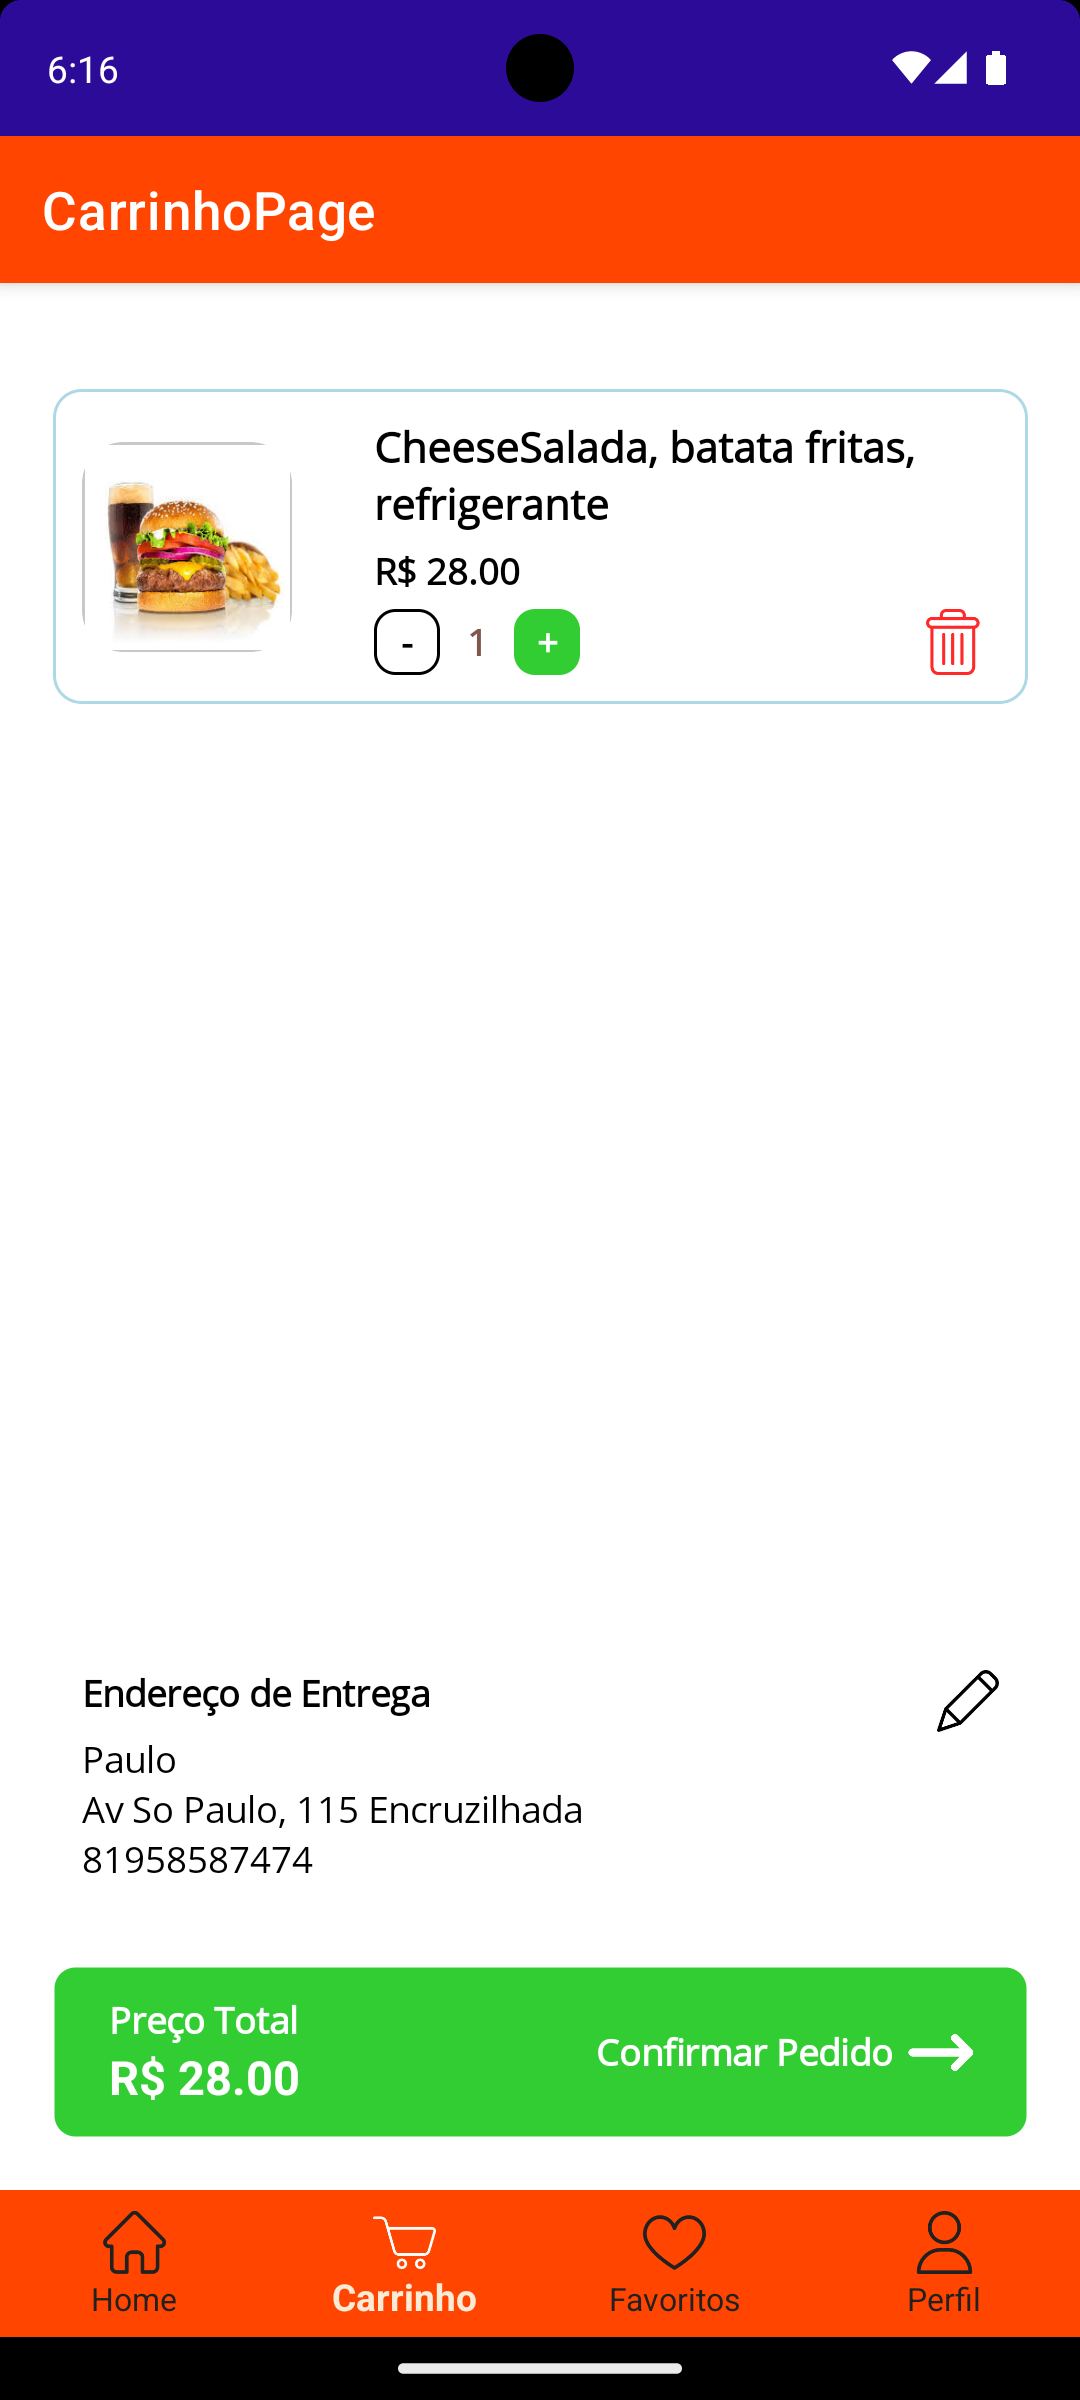 6:16
CarrinhoPage
CheeseSalada, batata fritas,
refrigerante
R$ 28.00
- 1 +
Endereço de Entrega
Paulo
Av So Paulo, 115 Encruzilhada
81958587474
Preço Total
R$ 28.00
Confirmar Pedido
Home
Carrinho
Favoritos
Perfil